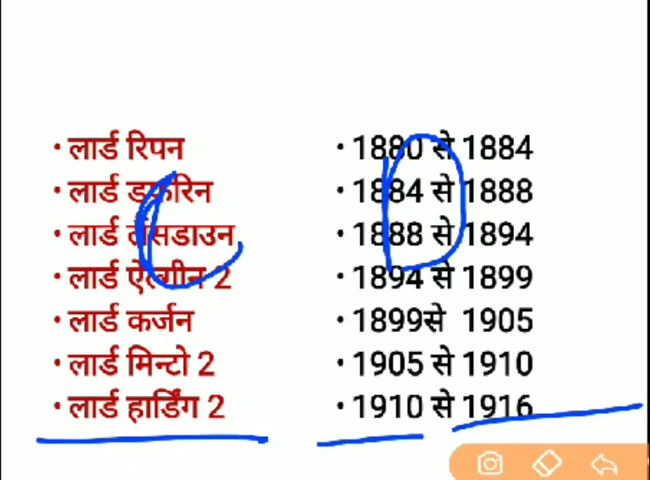 • लार्ड रिपन • 1880 से 1884
• लार्ड डफरिन • 1884 से 1888
• लार्ड लैंसडाउन • 1888 से 1894
• लार्ड ऐल्गीन 2 • 1894 से 1899
• लार्ड कर्जन • 1899से 1905
• लार्ड मिन्टो 2 • 1905 से 1910
• लार्ड हार्डिंग 2 • 1910 से 1916